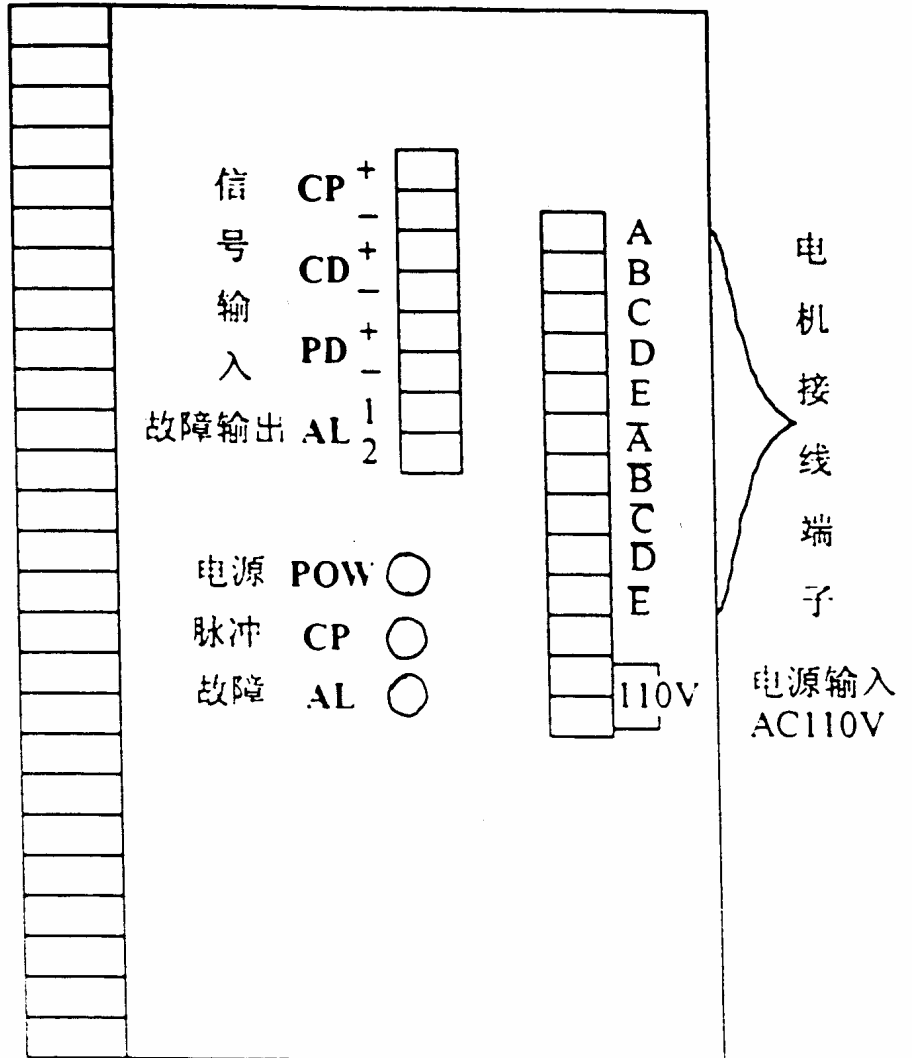 信号输入
CP + -
CD + -
PD + -
故障输出 AL 1 2
电源 POW
脉冲 CP
故障 AL
A
B
C
D
E
A̅
B̅
C̅
D̅
E̅
110V
电机接线端子
电源输入
AC110V